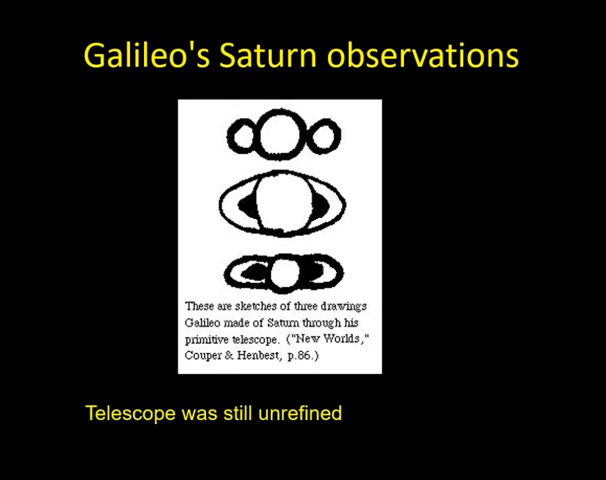 Galileo's Saturn observations
These are sketches of three drawings
Galileo made of Saturn through his
primitive telescope. ("New Worlds,"
Couper & Henbest, p.86.)
Telescope was still unrefined